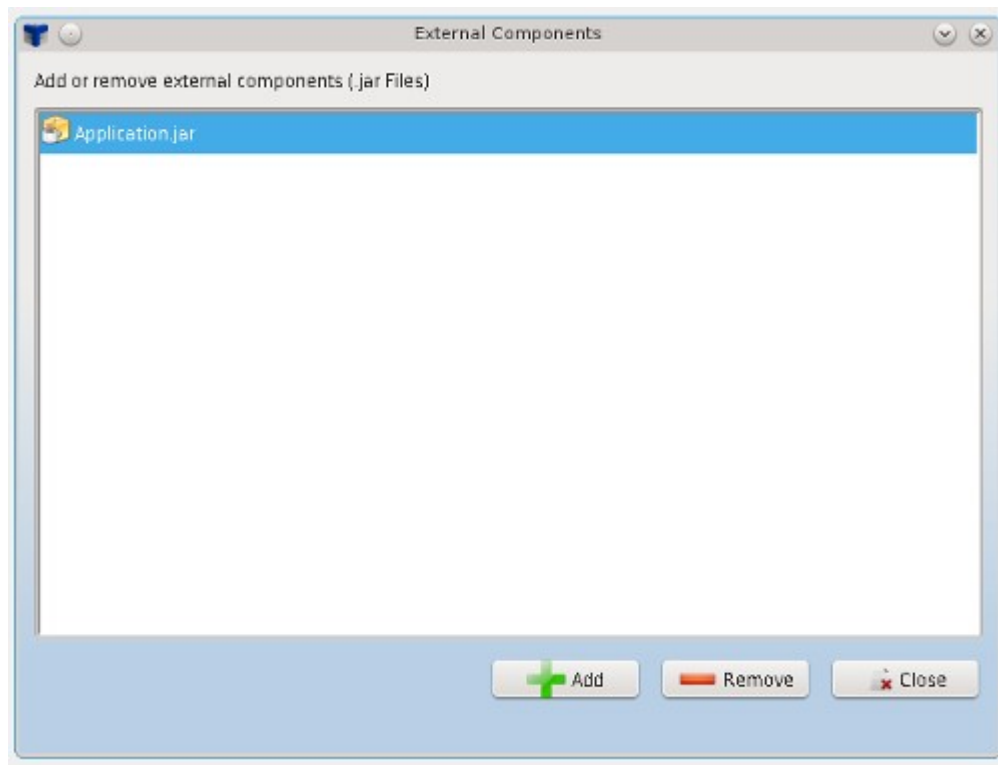 External Components
Add or remove external components (.jar Files)
Application.jar
Add
Remove
Close